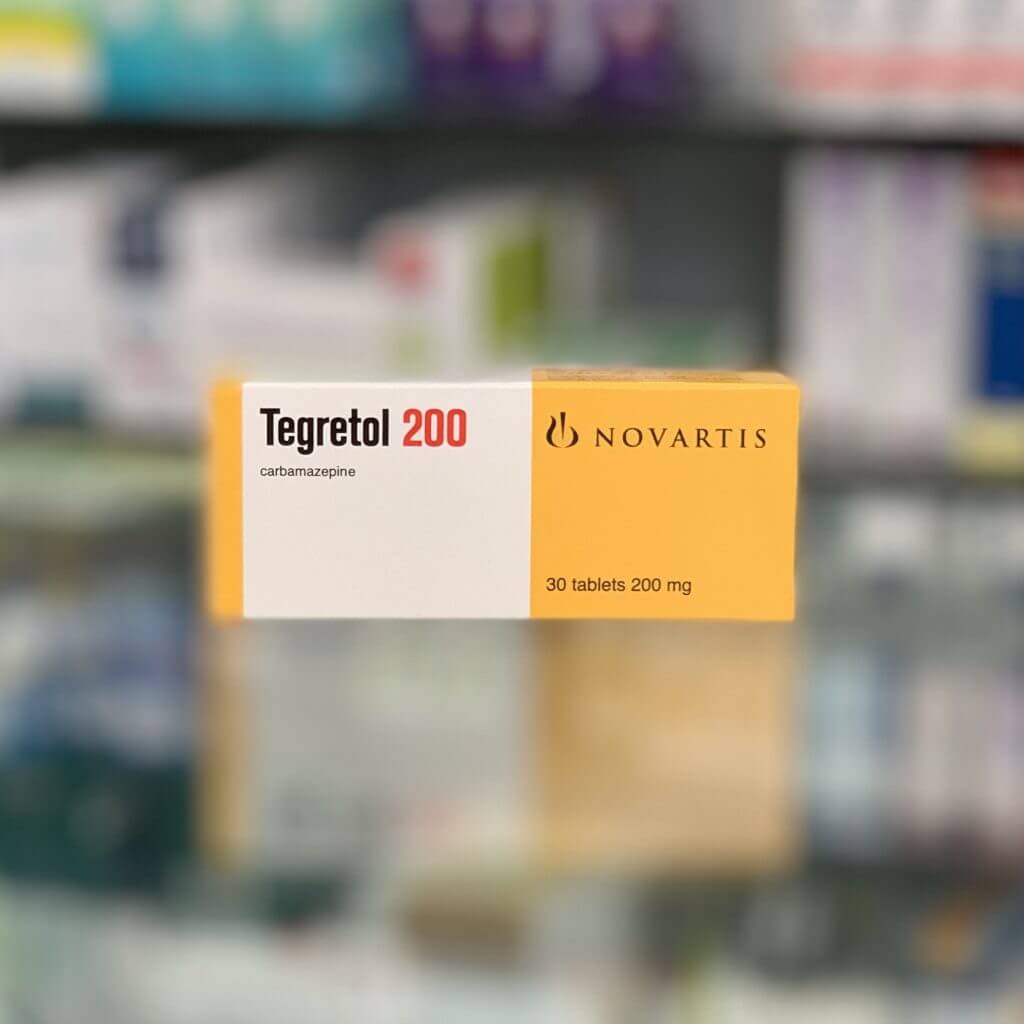 Tegretol 200
carbamazepine
NOVARTIS
30 tablets 200 mg